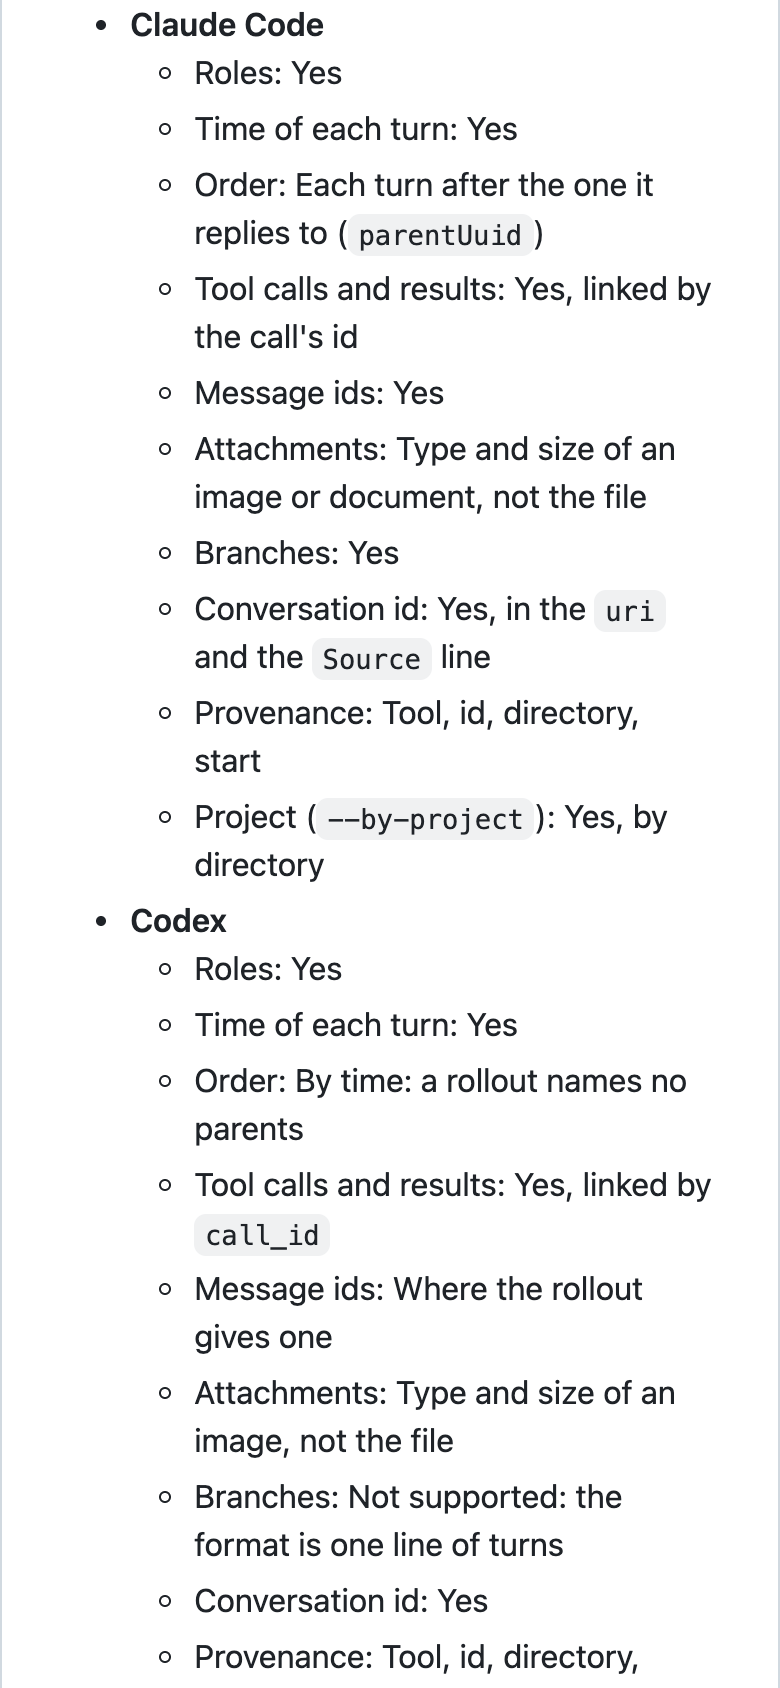 • Claude Code
◦ Roles: Yes
◦ Time of each turn: Yes
◦ Order: Each turn after the one it
replies to (parentUuid)
◦ Tool calls and results: Yes, linked by
the call's id
◦ Message ids: Yes
◦ Attachments: Type and size of an
image or document, not the file
◦ Branches: Yes
◦ Conversation id: Yes, in the uri
and the Source line
◦ Provenance: Tool, id, directory,
start
◦ Project (--by-project): Yes, by
directory
• Codex
◦ Roles: Yes
◦ Time of each turn: Yes
◦ Order: By time: a rollout names no
parents
◦ Tool calls and results: Yes, linked by
call_id
◦ Message ids: Where the rollout
gives one
◦ Attachments: Type and size of an
image, not the file
◦ Branches: Not supported: the
format is one line of turns
◦ Conversation id: Yes
◦ Provenance: Tool, id, directory,